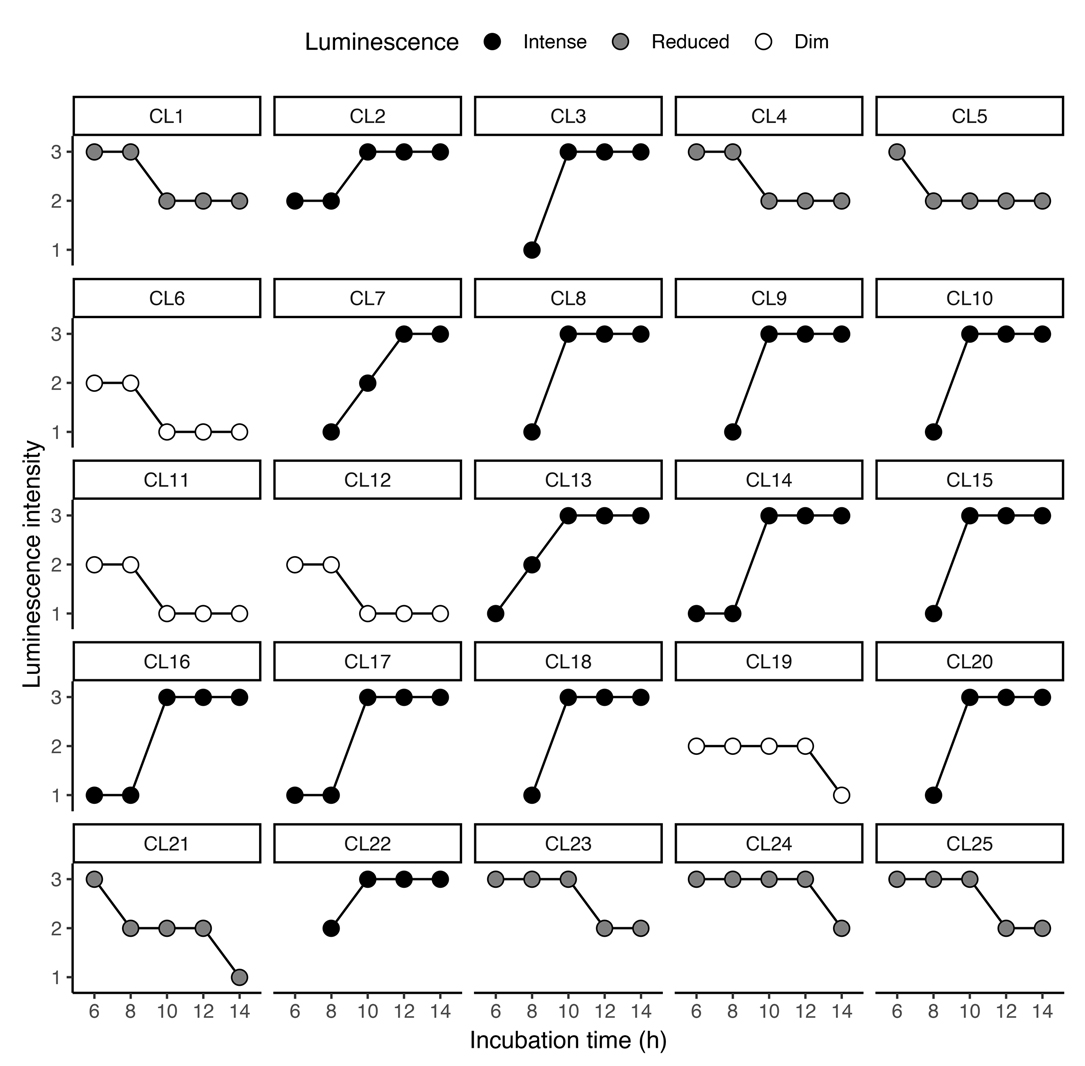 Luminescence Intense Reduced Dim
CL1 CL2 CL3 CL4 CL5
3
2
1
CL6 CL7 CL8 CL9 CL10
3
2
1
CL11 CL12 CL13 CL14 CL15
3
2
1
CL16 CL17 CL18 CL19 CL20
3
2
1
CL21 CL22 CL23 CL24 CL25
3
2
1
6 8 10 12 14 6 8 10 12 14 6 8 10 12 14 6 8 10 12 14 6 8 10 12 14
Incubation time (h)
Luminescence intensity